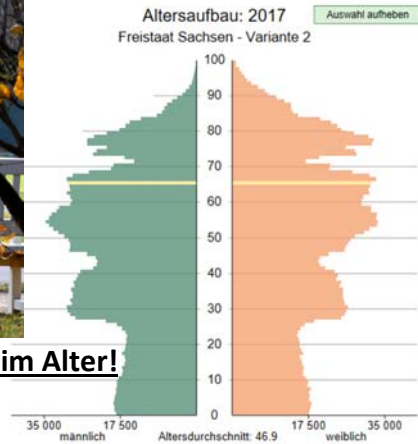 Altersaufbau: 2017
Auswahl aufheben
Freistaat Sachsen - Variante 2
100
90
80
70
60
50
40
30
20
10
0
im Alter!
35 000
17 500
17 500
35 000
männlich
Altersdurchschnitt: 46.9
weiblich